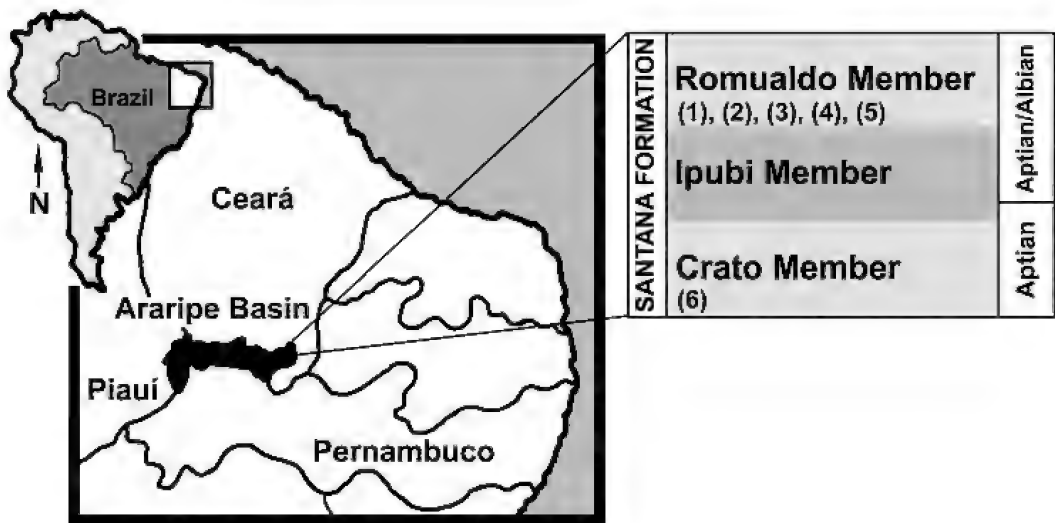 Brazil
N
Ceará
Araripe Basin
Piauí
Pernambuco
SANTANA FORMATION
Romualdo Member
(1), (2), (3), (4), (5)
Ipubi Member
Crato Member
(6)
Aptian/Albian
Aptian